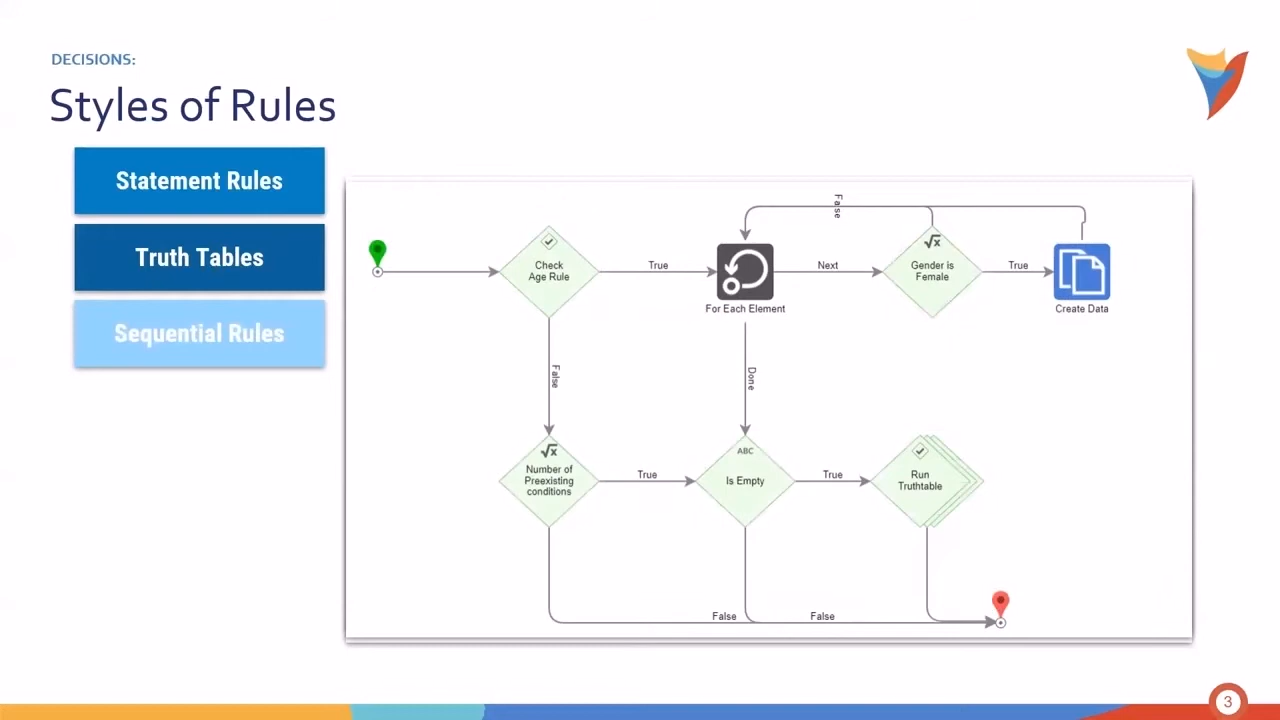 DECISIONS:
Styles of Rules
Statement Rules
Truth Tables
Sequential Rules
False
Check
Age Rule
True
For Each Element
Next
Gender is
Female
True
Create Data
False
Done
Number of
Preexisting
conditions
True
ABC
Is Empty
True
Run
Truthtable
False
False
3